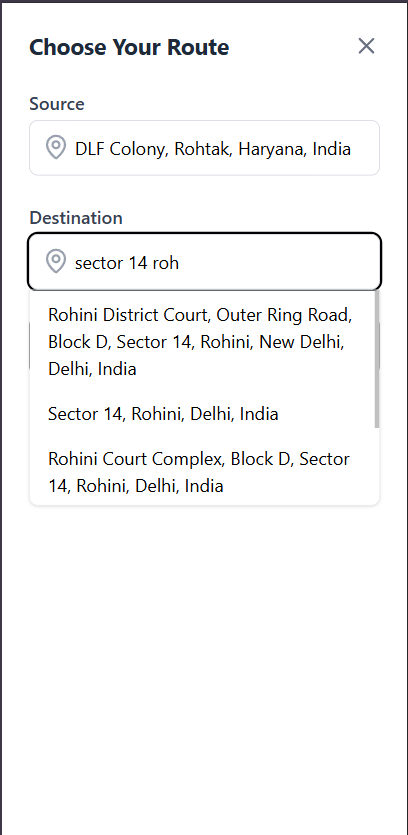 Choose Your Route
Source
DLF Colony, Rohtak, Haryana, India
Destination
sector 14 roh
Rohini District Court, Outer Ring Road,
Block D, Sector 14, Rohini, New Delhi,
Delhi, India
Sector 14, Rohini, Delhi, India
Rohini Court Complex, Block D, Sector
14, Rohini, Delhi, India